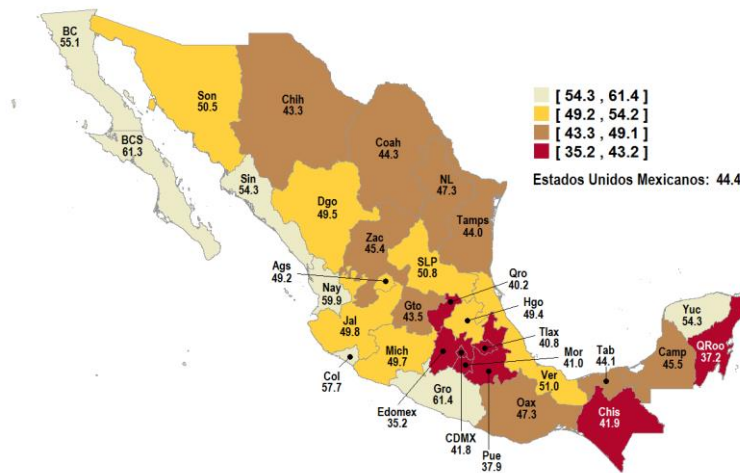 BC
55.1
Son
50.5
Chih
43.3
[ 54.3 , 61.4 ]
[ 49.2 , 54.2 ]
[ 43.3 , 49.1 ]
[ 35.2 , 43.2 ]
Estados Unidos Mexicanos: 44.4
BCS
61.3
Coah
44.3
Sin
54.3
NL
47.3
Dgo
49.5
Tamps
44.0
Zac
45.4
SLP
50.8
Ags
49.2
Qro
40.2
Nay
59.9
Gto
43.5
Hgo
49.4
Yuc
54.3
Jal
49.8
Tlax
40.8
QRoo
37.2
Mich
49.7
Mor
41.0
Tab
44.1
Camp
45.5
Col
57.7
Ver
51.0
Gro
61.4
Oax
47.3
Chis
41.9
Edomex
35.2
CDMX
41.8
Pue
37.9